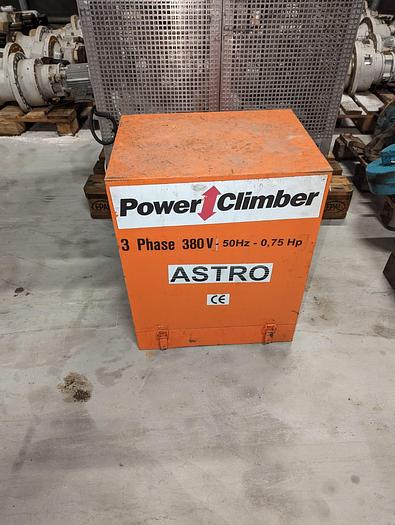 Power Climber
3 Phase 380V - 50Hz - 0,75 Hp
ASTRO
CE